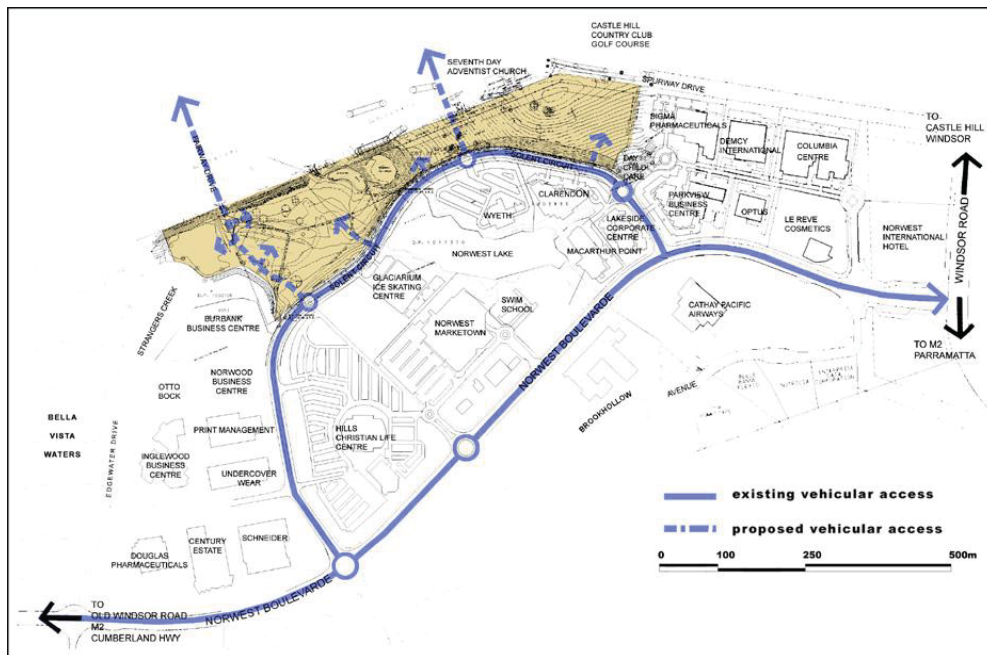 CASTLE HILL
COUNTRY CLUB
GOLF COURSE
SEVENTH DAY
ADVENTIST CHURCH
SPURWAY DRIVE
TO
CASTLE HILL
WINDSOR
SIGMA
PHARMACEUTICALS
DEMCY
INTERNATIONAL
COLUMBIA
CENTRE
FAIRWAY DRIVE
SOLENT CIRCUIT
DAY
CHILD
CARE
CLARENDON
WYETH
PARKVIEW
BUSINESS
CENTRE
OPTUS
LE REVE
COSMETICS
NORWEST
INTERNATIONAL
HOTEL
WINDSOR ROAD
LAKESIDE
CORPORATE
CENTRE
MACARTHUR POINT
NORWEST LAKE
SOLENT CIRCUIT
GLACIARIUM
ICE SKATING
CENTRE
STRANGERS CREEK
BURBANK
BUSINESS CENTRE
SWIM
SCHOOL
NORWEST
MARKETOWN
CATHAY PACIFIC
AIRWAYS
TO M2
PARRAMATTA
NORWEST BOULEVARDE
BROOKHOLLOW
AVENUE
NORWOOD
BUSINESS
CENTRE
OTTO
BOCK
BELLA
VISTA
WATERS
EDGEWATER DRIVE
PRINT MANAGEMENT
HILLS
CHRISTIAN LIFE
CENTRE
INGLEWOOD
BUSINESS
CENTRE
UNDERCOVER
WEAR
existing vehicular access
proposed vehicular access
0 100 250 500m
DOUGLAS
PHARMACEUTICALS
CENTURY
ESTATE
SCHNEIDER
NORWEST BOULEVARDE
TO
OLD WINDSOR ROAD
M2
CUMBERLAND HWY